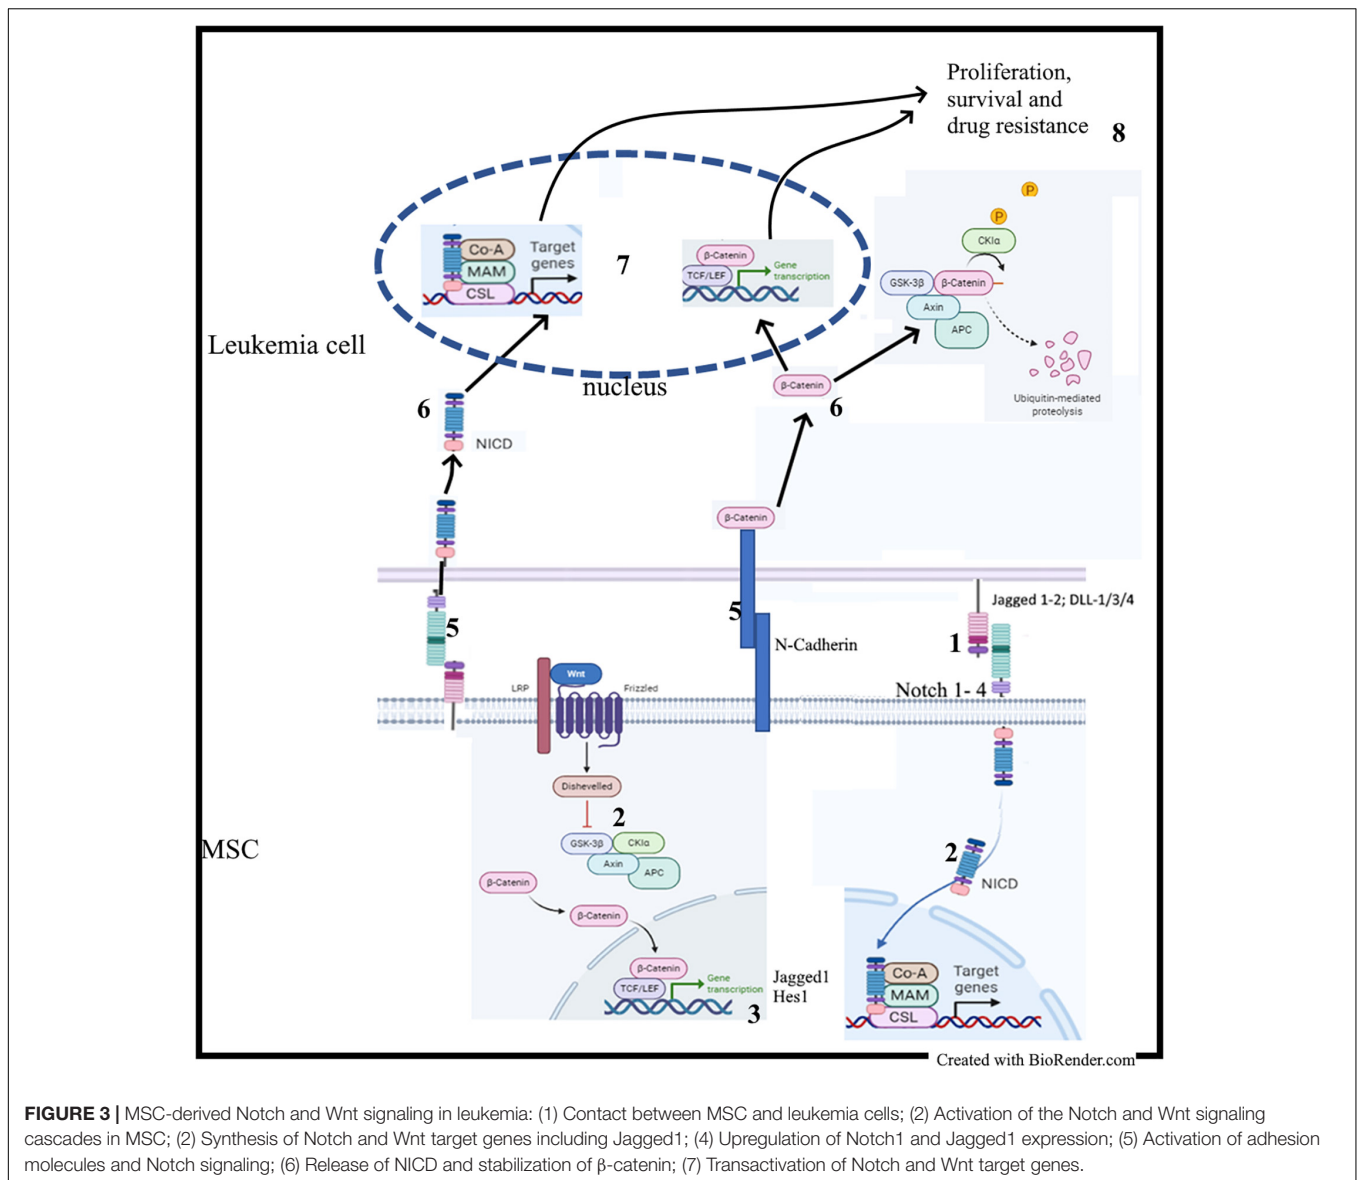 Proliferation,
survival and
drug resistance
8
P
P
CKIα
GSK-3β
β-Catenin
Axin
APC
Ubiquitin-mediated
proteolysis
Co-A
MAM
CSL
Target
genes
7
β-Catenin
TCF/LEF
Gene
transcription
Leukemia cell
nucleus
6
NICD
β-Catenin
6
β-Catenin
5
5
N-Cadherin
Jagged 1-2; DLL-1/3/4
1
Notch 1- 4
LRP
Wnt
Frizzled
Dishevelled
2
GSK-3β
CKIα
Axin
APC
MSC
β-Catenin
β-Catenin
β-Catenin
TCF/LEF
Gene
transcription
3
Jagged1
Hes1
2
NICD
Co-A
MAM
CSL
Target
genes
Created with BioRender.com
FIGURE 3 | MSC-derived Notch and Wnt signaling in leukemia: (1) Contact between MSC and leukemia cells; (2) Activation of the Notch and Wnt signaling
cascades in MSC; (2) Synthesis of Notch and Wnt target genes including Jagged1; (4) Upregulation of Notch1 and Jagged1 expression; (5) Activation of adhesion
molecules and Notch signaling; (6) Release of NICD and stabilization of β-catenin; (7) Transactivation of Notch and Wnt target genes.